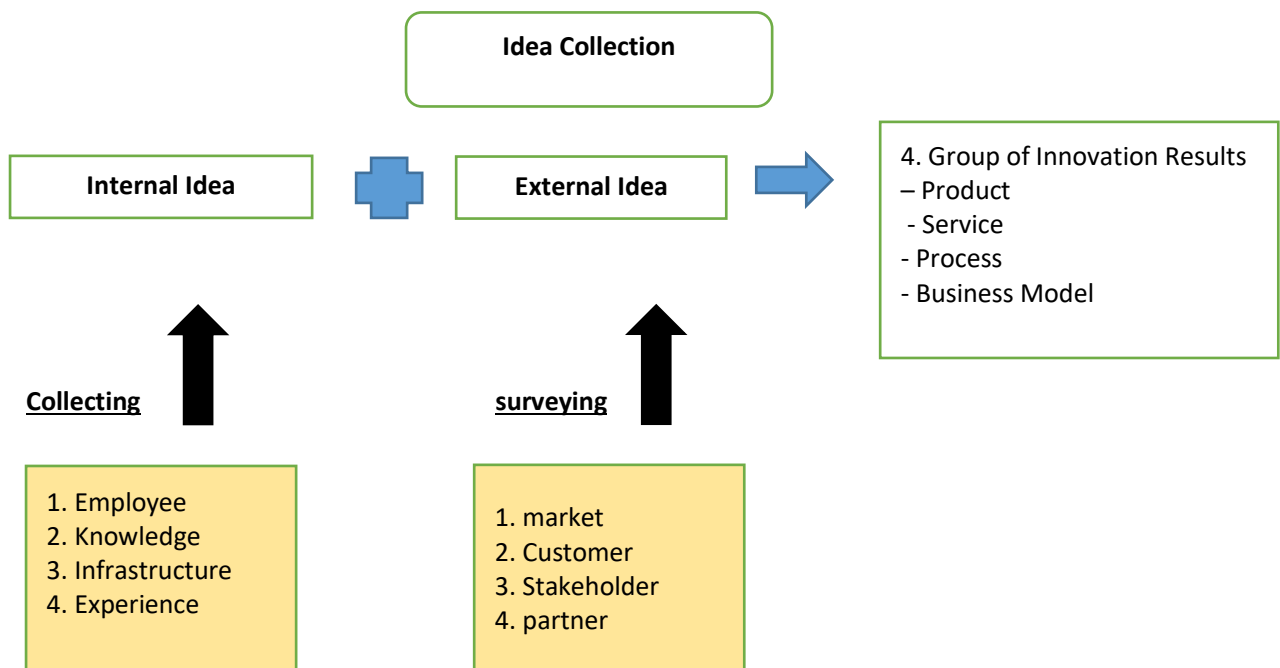 Idea Collection
Internal Idea
External Idea
4. Group of Innovation Results
– Product
- Service
- Process
- Business Model
Collecting
surveying
1. Employee
2. Knowledge
3. Infrastructure
4. Experience
1. market
2. Customer
3. Stakeholder
4. partner